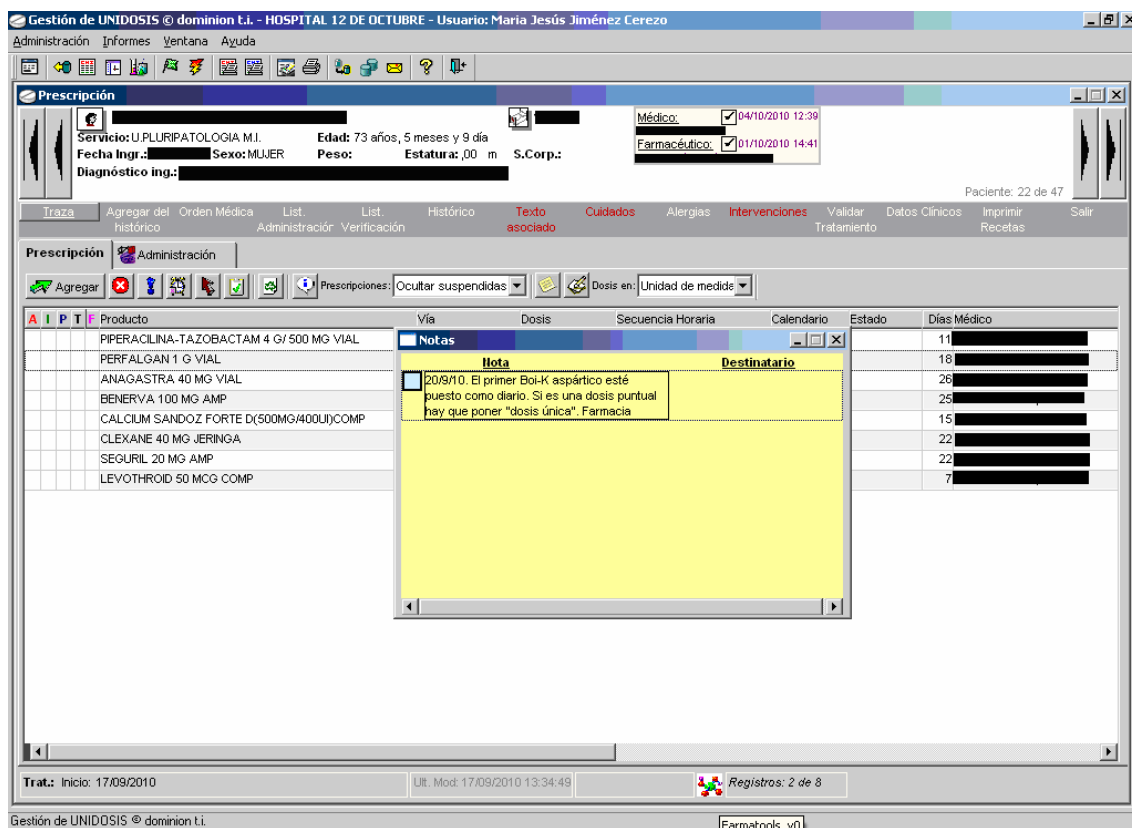 Gestión de UNIDOSIS © dominion t.i. - HOSPITAL 12 DE OCTUBRE - Usuario: Maria Jesús Jiménez Cerezo
Administración Informes Ventana Ayuda
Prescripción
Servicio: U.PLURIPATOLOGIA M.I. Edad: 73 años, 5 meses y 9 día
Fecha Ingr.: Sexo: MUJER Peso: Estatura: ,00 m S.Corp.:
Diagnóstico ing.:
Médico: 04/10/2010 12:39
Farmacéutico: 01/10/2010 14:41
Paciente: 22 de 47
Traza Agregar del histórico Orden Médica List. Administración List. Verificación Histórico Texto asociado Cuidados Alergias Intervenciones Validar Tratamiento Datos Clínicos Imprimir Recetas Salir
Prescripción Administración
Agregar Prescripciones: Ocultar suspendidas Dosis en: Unidad de medida
A I P T F Producto Vía Dosis Secuencia Horaria Calendario Estado Días Médico
PIPERACILINA-TAZOBACTAM 4 G/ 500 MG VIAL 11
PERFALGAN 1 G VIAL 18
ANAGASTRA 40 MG VIAL 26
BENERVA 100 MG AMP 25
CALCIUM SANDOZ FORTE D(500MG/400UI)COMP 15
CLEXANE 40 MG JERINGA 22
SEGURIL 20 MG AMP 22
LEVOTHROID 50 MCG COMP 7
Notas
Nota Destinatario
20/9/10. El primer Boi-K aspártico esté
puesto como diario. Si es una dosis puntual
hay que poner "dosis única". Farmacia
Trat.: Inicio: 17/09/2010 Ult. Mod: 17/09/2010 13:34:49 Registros: 2 de 8
Gestión de UNIDOSIS © dominion t.i.
Farmatools_v0